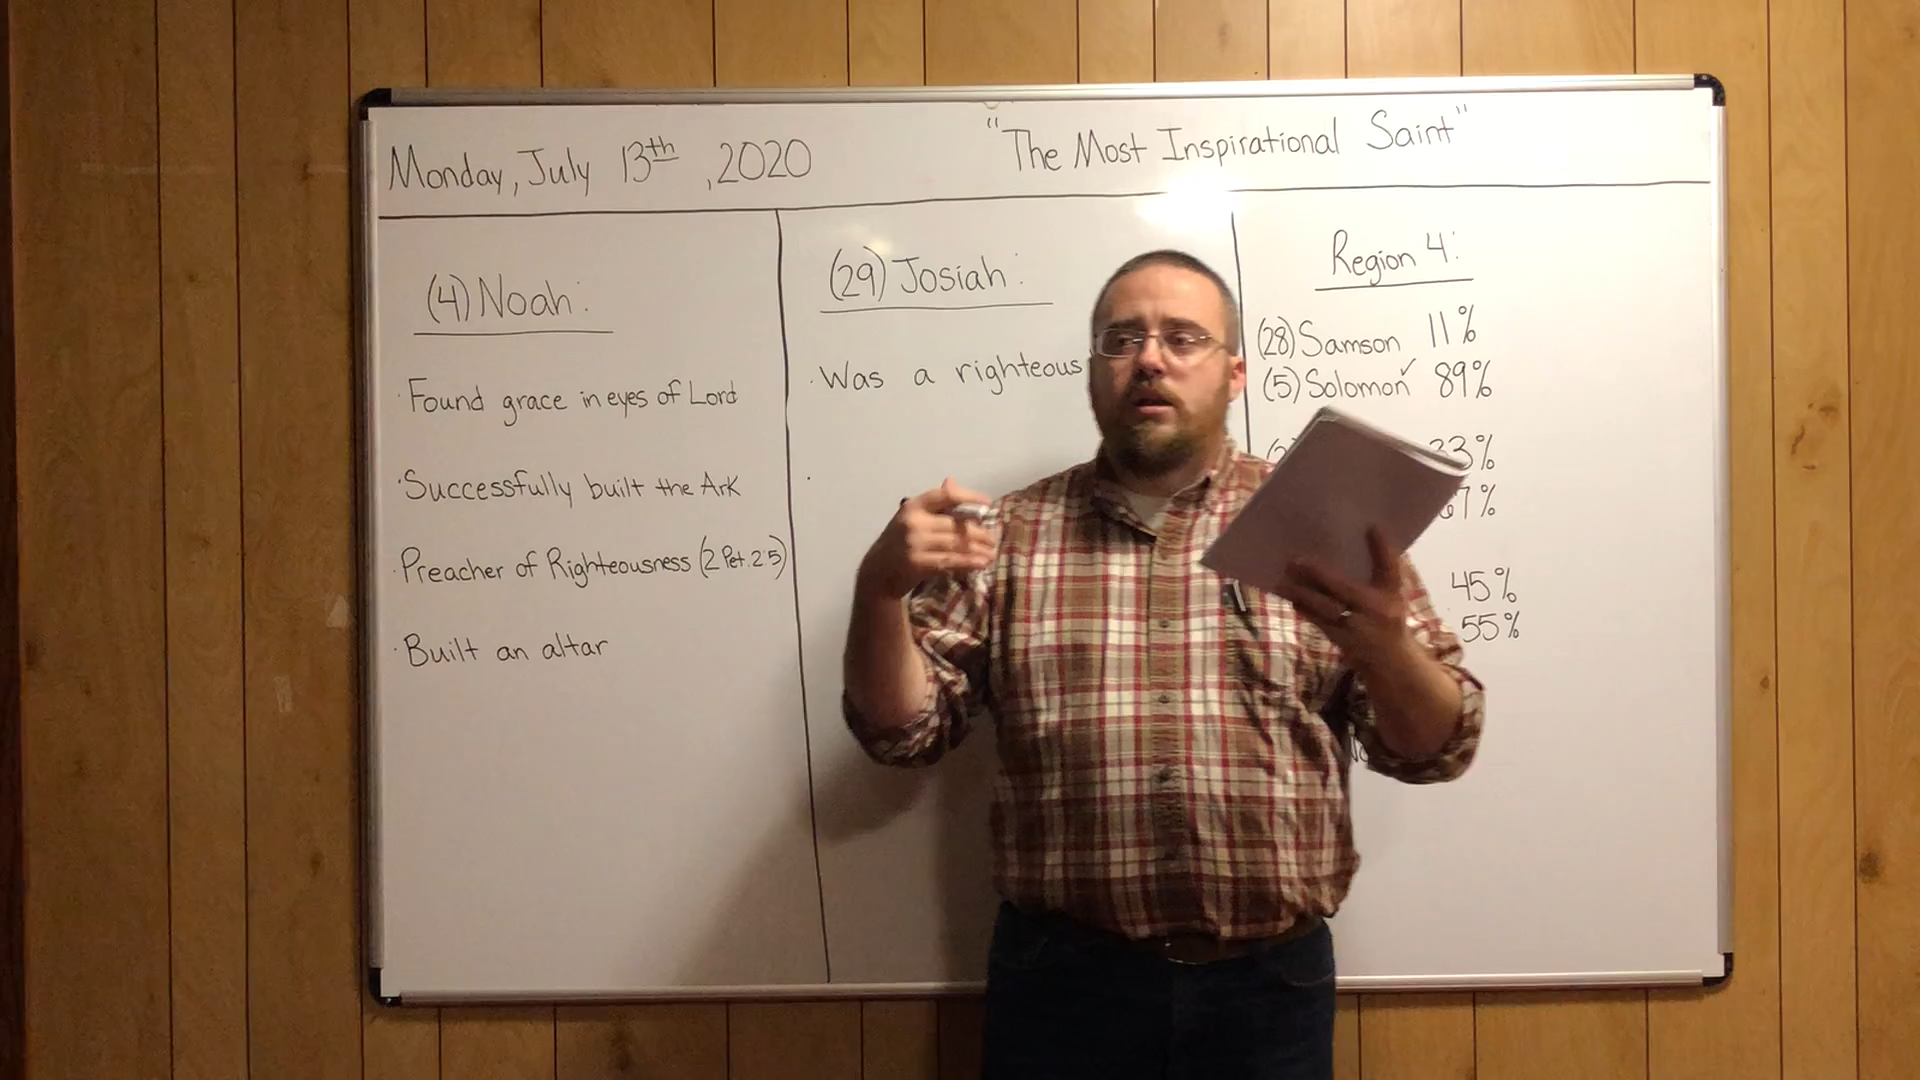 Monday, July 13th, 2020
"The Most Inspirational Saint"
(4) Noah:
· Found grace in eyes of Lord
· Successfully built the Ark
· Preacher of Righteousness (2 Pet. 2:5)
· Built an altar
(29) Josiah:
· Was a righteous
·
Region 4:
(28) Samson 11%
(5) Solomon ✓ 89%
33%
67%
45%
55%